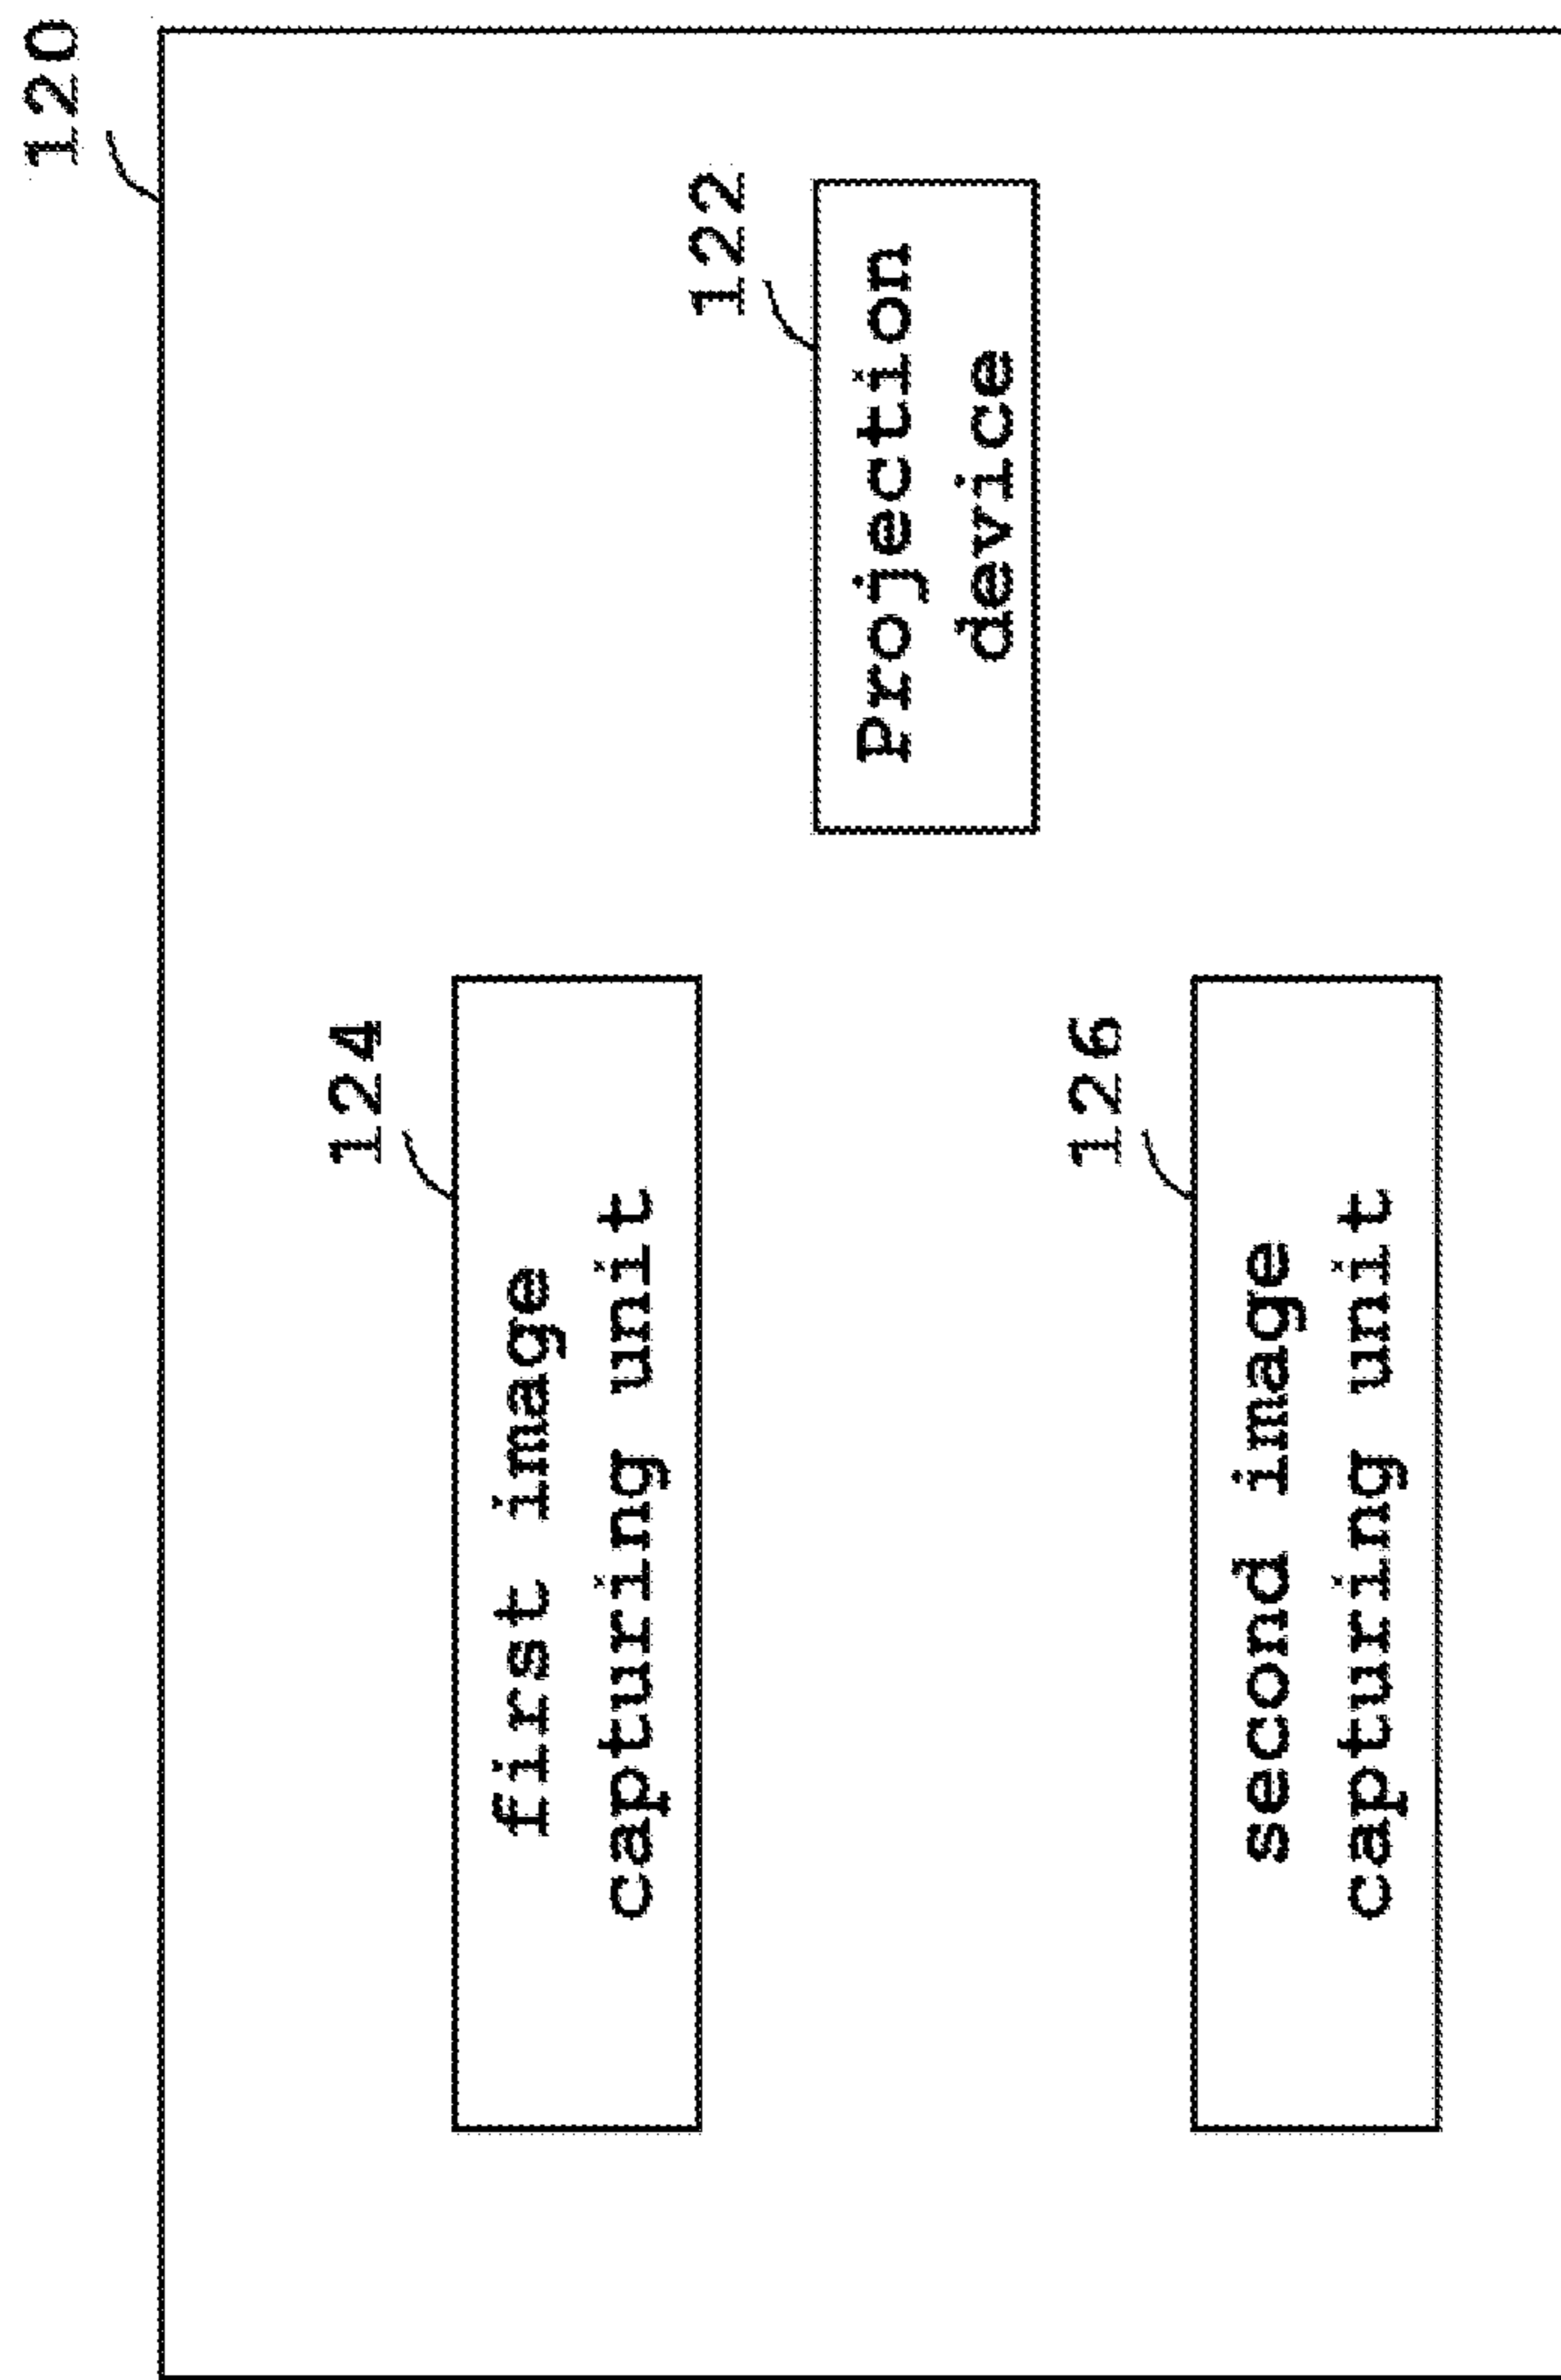 120
124
first image
capturing unit
122
Projection
device
126
second image
capturing unit